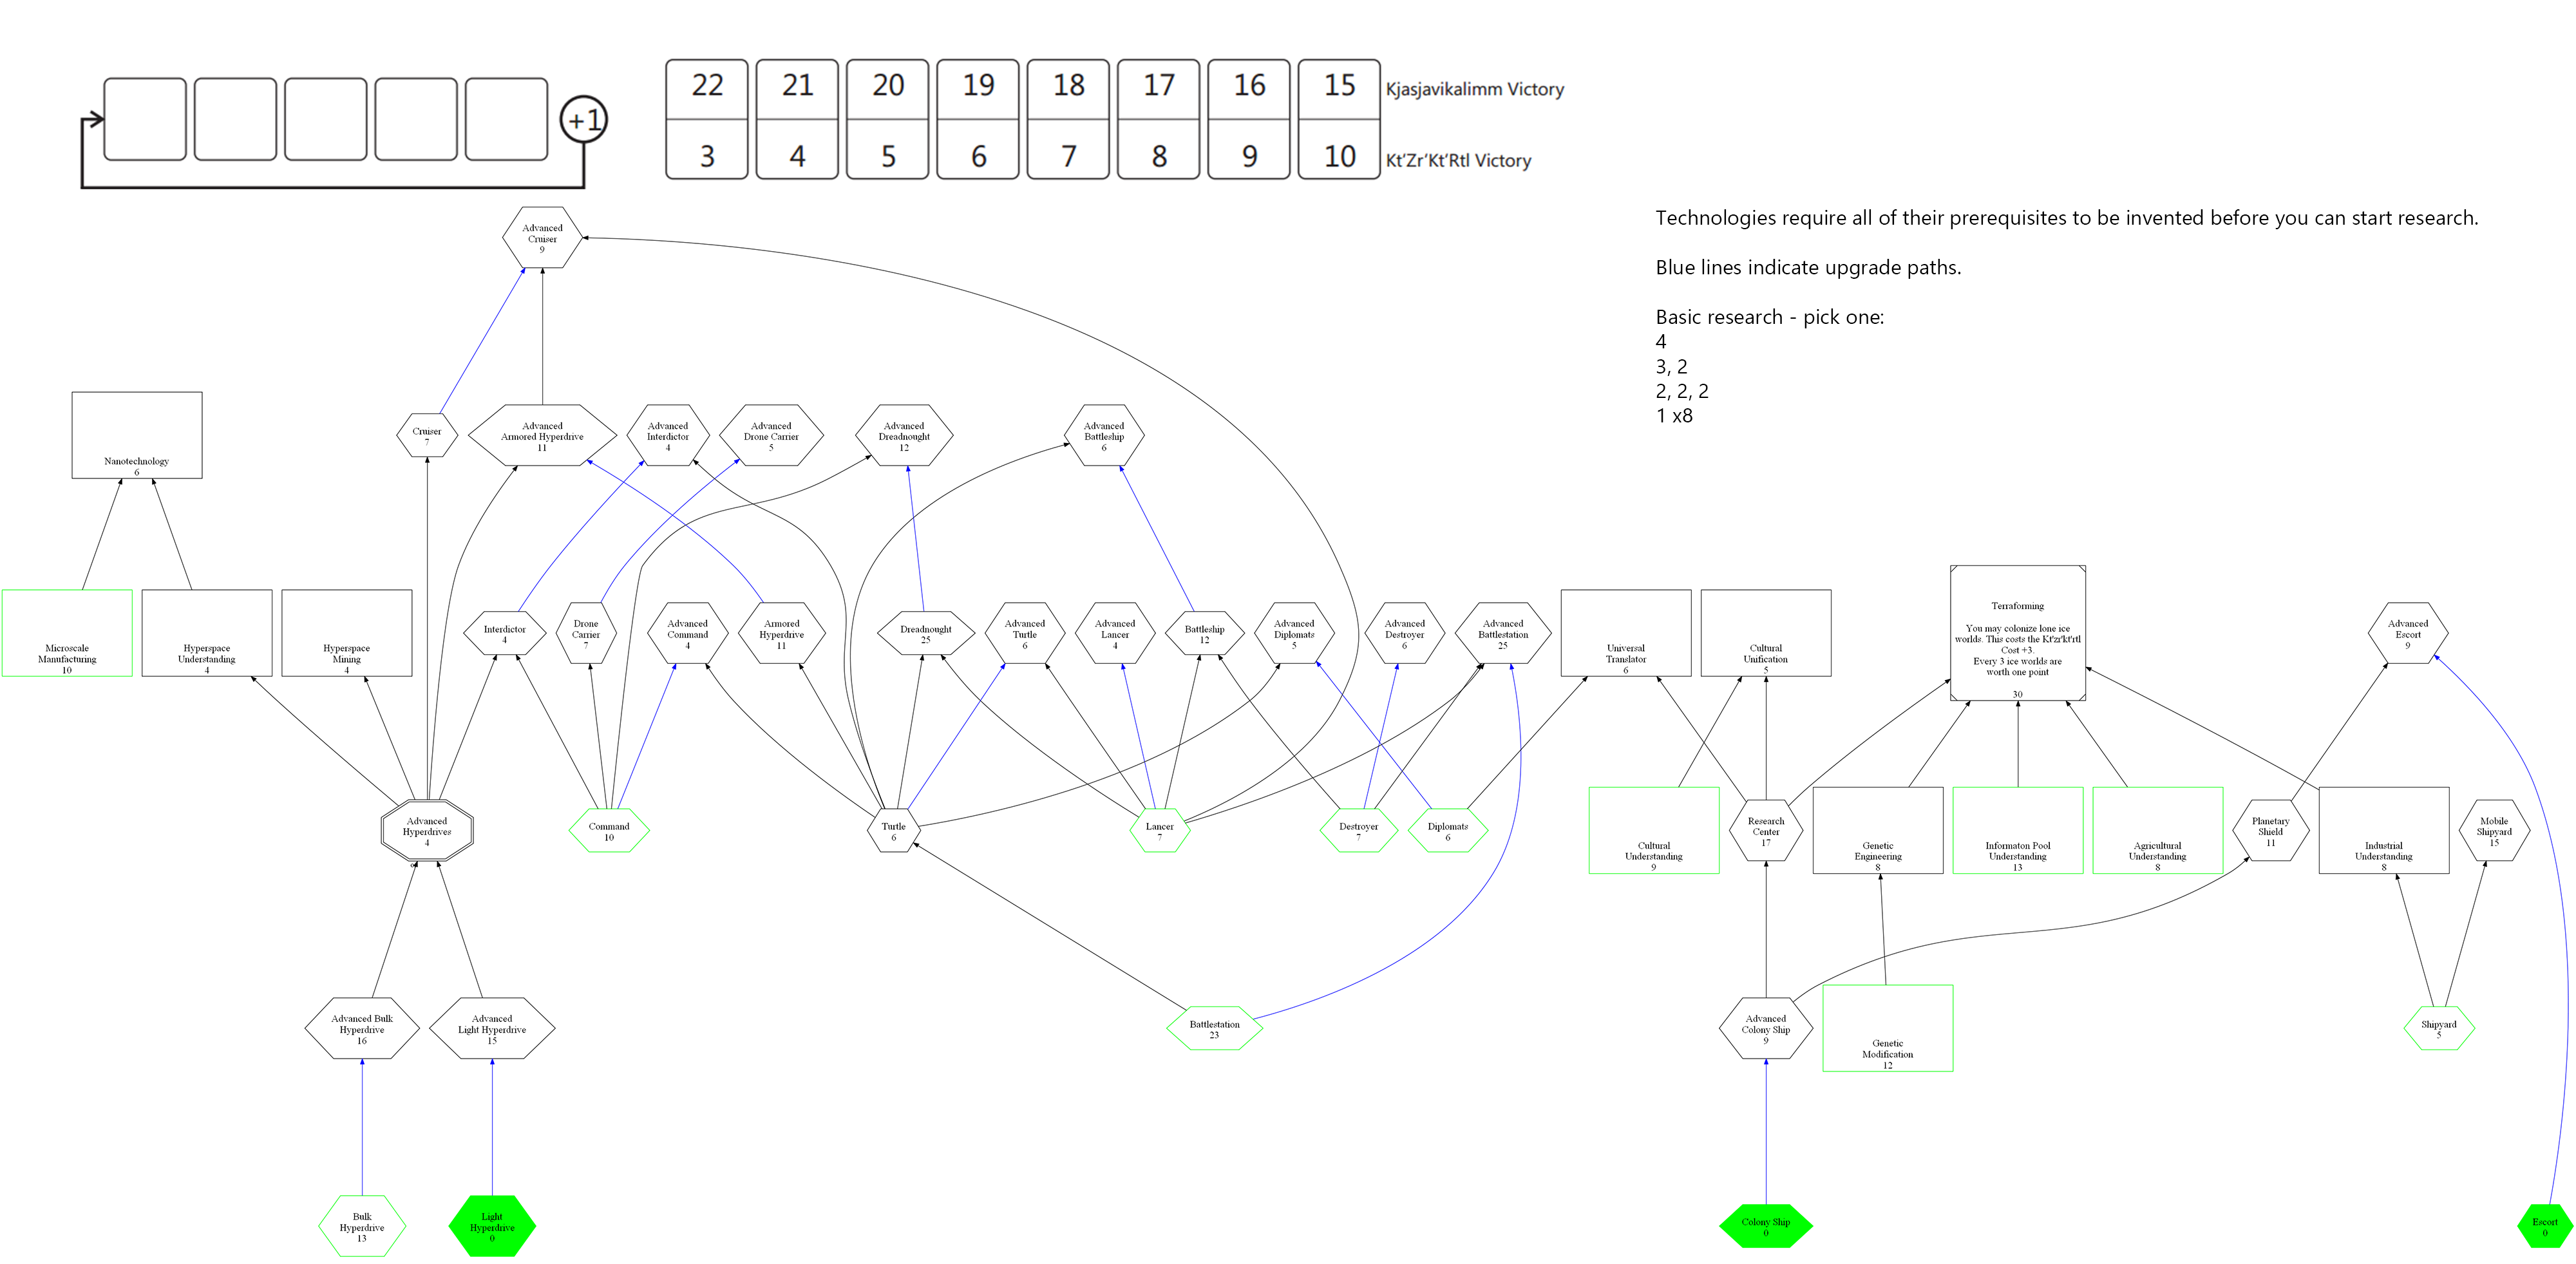 +1
22 21 20 19 18 17 16 15 Kjasjavikalimm Victory
3 4 5 6 7 8 9 10 Kt'Zr'Kt'Rtl Victory
Technologies require all of their prerequisites to be invented before you can start research.
Blue lines indicate upgrade paths.
Basic research - pick one:
4
3, 2
2, 2, 2
1 x8
Advanced
Cruiser
9
Nanotechnology
6
Cruiser
7
Advanced
Armored Hyperdrive
11
Advanced
Interdictor
4
Advanced
Drone Carrier
5
Advanced
Dreadnought
12
Advanced
Battleship
6
Microscale
Manufacturing
10
Hyperspace
Understanding
4
Hyperspace
Mining
4
Interdictor
4
Drone
Carrier
7
Advanced
Command
4
Armored
Hyperdrive
11
Dreadnought
25
Advanced
Turtle
6
Advanced
Lancer
4
Battleship
12
Advanced
Diplomats
5
Advanced
Destroyer
6
Advanced
Battlestation
25
Universal
Translator
6
Cultural
Unification
5
Terraforming
You may colonize lone ice
worlds. This costs the Kt'zr'kt'rtl
Cost +3.
Every 3 ice worlds are
worth one point
30
Advanced
Escort
9
Advanced
Hyperdrives
4
Command
10
Turtle
6
Lancer
7
Destroyer
7
Diplomats
6
Cultural
Understanding
9
Research
Center
17
Genetic
Engineering
8
Informaton Pool
Understanding
13
Agricultural
Understanding
8
Planetary
Shield
11
Industrial
Understanding
8
Mobile
Shipyard
15
Advanced Bulk
Hyperdrive
16
Advanced
Light Hyperdrive
15
Battlestation
23
Advanced
Colony Ship
9
Genetic
Modification
12
Shipyard
5
Bulk
Hyperdrive
13
Light
Hyperdrive
0
Colony Ship
0
Escort
0